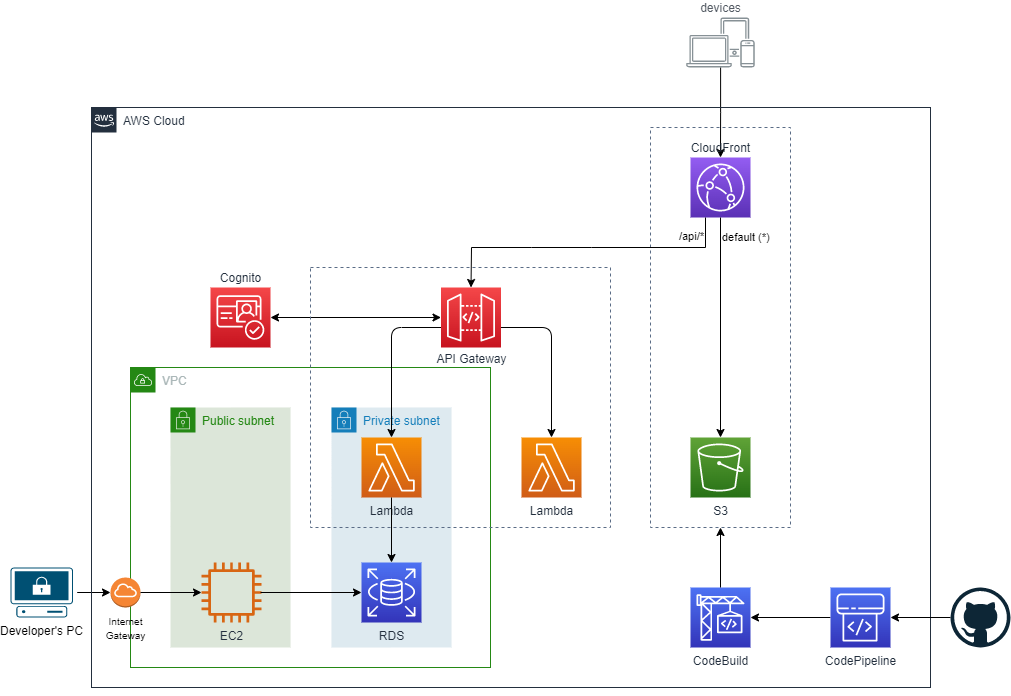 devices
aws
AWS Cloud
CloudFront
/api/*
default (*)
Cognito
API Gateway
VPC
Public subnet
Private subnet
Lambda
Lambda
S3
Developer's PC
Internet
Gateway
EC2
RDS
CodeBuild
CodePipeline